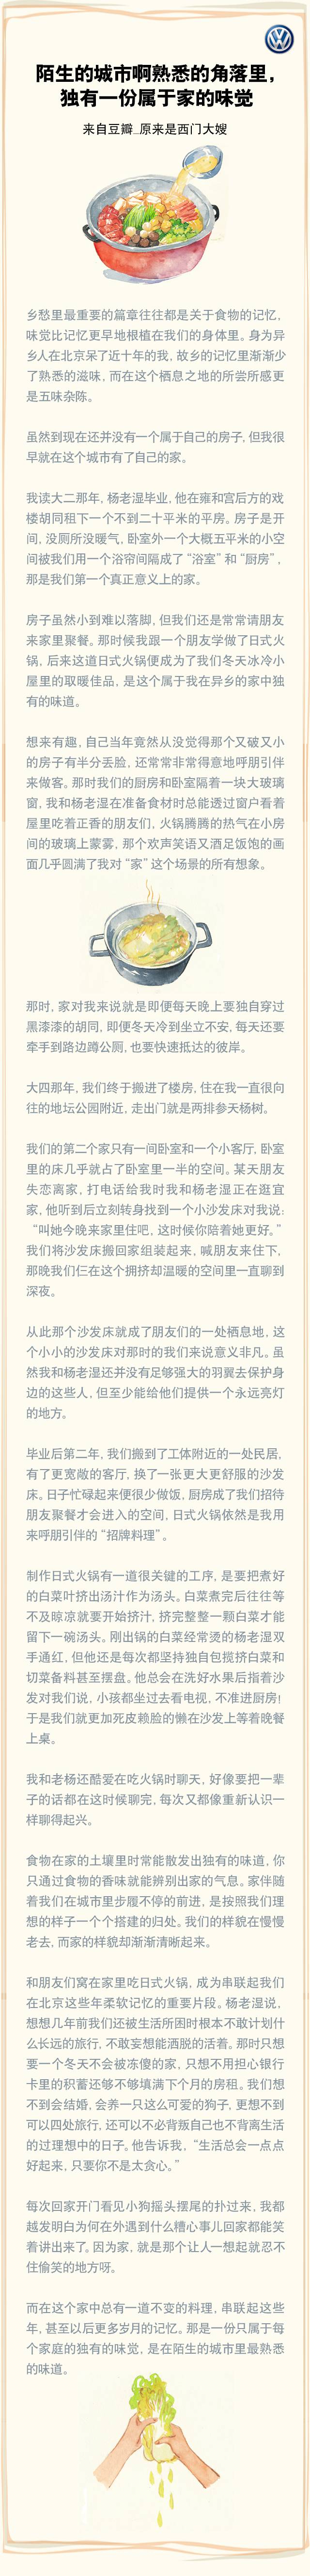 陌生的城市啊熟悉的角落里，
独有一份属于家的味觉
来自豆瓣_原来是西门大嫂
乡愁里最重要的篇章往往都是关于食物的记忆，
味觉比记忆更早地根植在我们的身体里。身为异
乡人在北京呆了近十年的我，故乡的记忆里渐渐少
了熟悉的滋味，而在这个栖息之地的所尝所感更
是五味杂陈。
虽然到现在还并没有一个属于自己的房子，但我很
早就在这个城市有了自己的家。
我读大二那年，杨老湿毕业，他在雍和宫后方的戏
楼胡同租下一个不到二十平米的平房。房子是开
间，没厕所没暖气，卧室外一个大概五平米的小空
间被我们用一个浴帘间隔成了“浴室”和“厨房”，
那是我们第一个真正意义上的家。
房子虽然小到难以落脚，但我们还是常常请朋友
来家里聚餐。那时候我跟一个朋友学做了日式火
锅，后来这道日式火锅便成为了我们冬天冰冷小
屋里的取暖佳品，是这个属于我在异乡的家中独
有的味道。
想来有趣，自己当年竟然从没觉得那个又破又小
的房子有半分丢脸，还常常非常得意地呼朋引伴
来做客。那时我们的厨房和卧室隔着一块大玻璃
窗，我和杨老湿在准备食材时总能透过窗户看着
屋里吃着正香的朋友们，火锅腾腾的热气在小房
间的玻璃上蒙雾，那个欢声笑语又酒足饭饱的画
面几乎圆满了我对“家”这个场景的所有想象。
那时，家对我来说就是即便每天晚上要独自穿过
黑漆漆的胡同，即便冬天冷到坐立不安，每天还要
牵手到路边蹲公厕，也要快速抵达的彼岸。
大四那年，我们终于搬进了楼房，住在我一直很向
往的地坛公园附近，走出门就是两排参天杨树。
我们的第二个家只有一间卧室和一个小客厅，卧室
里的床几乎就占了卧室里一半的空间。某天朋友
失恋离家，打电话给我时我和杨老湿正在逛宜
家，他听到后立刻转身找到一个小沙发床对我说：
“叫她今晚来家里住吧，这时候你陪着她更好。”
我们将沙发床搬回家组装起来，喊朋友来住下，
那晚我们仨在这个拥挤却温暖的空间里一直聊到
深夜。
从此那个沙发床就成了朋友们的一处栖息地，这
个小小的沙发床对那时的我们来说意义非凡。虽
然我和杨老湿还并没有足够强大的羽翼去保护身
边的这些人，但至少能给他们提供一个永远亮灯
的地方。
毕业后第二年，我们搬到了工体附近的一处民居，
有了更宽敞的客厅，换了一张更大更舒服的沙发
床。日子忙碌起来便很少做饭，厨房成了我们招待
朋友聚餐才会进入的空间，日式火锅依然是我用
来呼朋引伴的“招牌料理”。
制作日式火锅有一道很关键的工序，是要把煮好
的白菜叶挤出汤汁作为汤头。白菜煮完后往往等
不及晾凉就要开始挤汁，挤完整整一颗白菜才能
留下一碗汤头。刚出锅的白菜经常烫的杨老湿双
手通红，但他还是每次都坚持独自包揽挤白菜和
切菜备料甚至摆盘。他总会在洗好水果后指着沙
发对我们说，小孩都坐过去看电视，不准进厨房！
于是我们就更加死皮赖脸的懒在沙发上等着晚餐
上桌。
我和老杨还酷爱在吃火锅时聊天，好像要把一辈
子的话都在这时候聊完，每次又都像重新认识一
样聊得起兴。
食物在家的土壤里时常能散发出独有的味道，你
只通过食物的香味就能辨别出家的气息。家伴随
着我们在城市里步履不停的前进，是按照我们理
想的样子一个个搭建的归处。我们的样貌在慢慢
老去，而家的样貌却渐渐清晰起来。
和朋友们窝在家里吃日式火锅，成为串联起我们
在北京这些年柔软记忆的重要片段。杨老湿说，
想想几年前我们还被生活所困时根本不敢计划什
么长远的旅行，不敢妄想能洒脱的活着。那时只想
要一个冬天不会被冻傻的家，只想不用担心银行
卡里的积蓄还够不够填满下个月的房租。我们想
不到会结婚，会养一只这么可爱的狗子，更想不到
可以四处旅行，还可以不必背叛自己也不背离生活
的过理想中的日子。他告诉我，“生活总会一点点
好起来，只要你不是太贪心。”
每次回家开门看见小狗摇头摆尾的扑过来，我都
越发明白为何在外遇到什么糟心事儿回家都能笑
着讲出来了。因为家，就是那个让人一想起就忍不
住偷笑的地方呀。
而在这个家中总有一道不变的料理，串联起这些
年，甚至以后更多岁月的记忆。那是一份只属于每
个家庭的独有的味觉，是在陌生的城市里最熟悉
的味道。